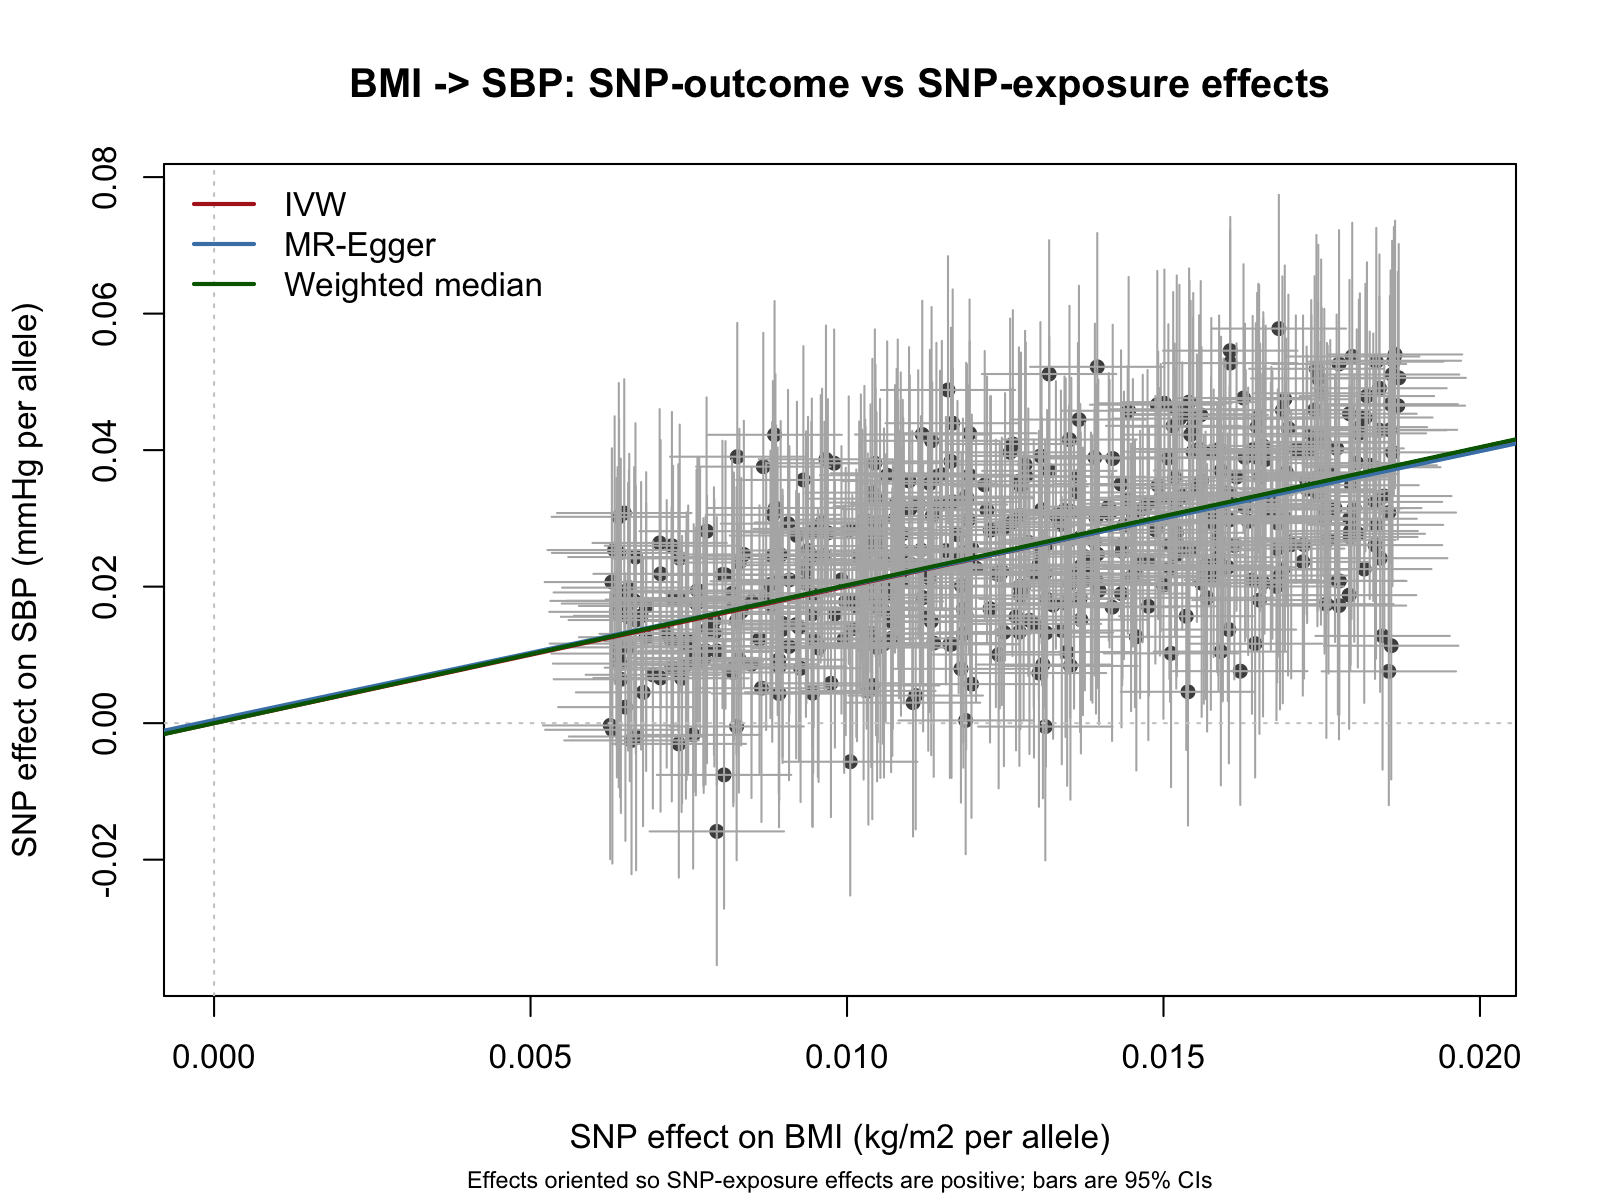 BMI -> SBP: SNP-outcome vs SNP-exposure effects
IVW
MR-Egger
Weighted median
SNP effect on SBP (mmHg per allele)
0.08
0.06
0.04
0.02
0.00
-0.02
0.000 0.005 0.010 0.015 0.020
SNP effect on BMI (kg/m2 per allele)
Effects oriented so SNP-exposure effects are positive; bars are 95% CIs